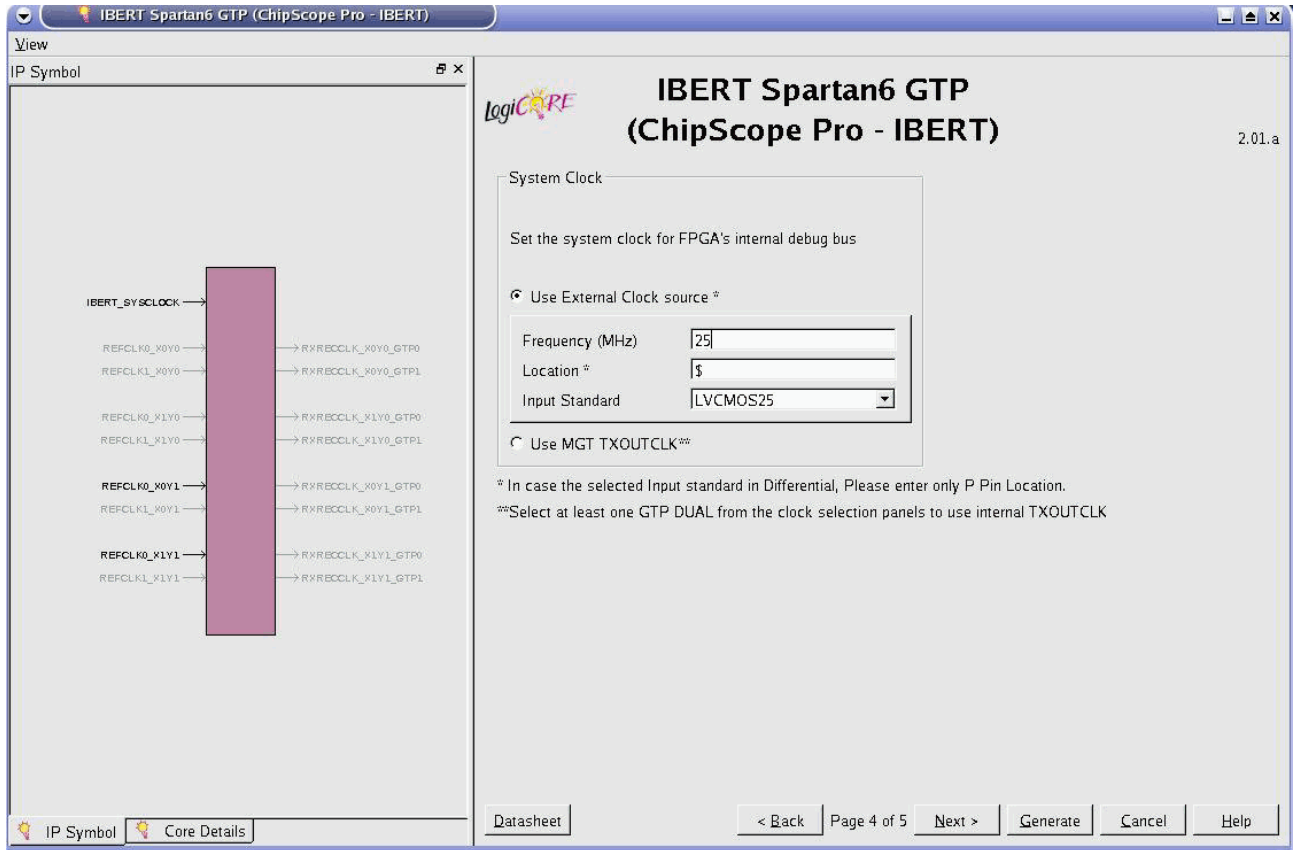 IBERT Spartan6 GTP (ChipScope Pro - IBERT)
View
IP Symbol
IBERT_SYSCLOCK
REFCLK0_X0Y0
RXRECCLK_X0Y0_GTP0
REFCLK1_X0Y0
RXRECCLK_X0Y0_GTP1
REFCLK0_X1Y0
RXRECCLK_X1Y0_GTP0
REFCLK1_X1Y0
RXRECCLK_X1Y0_GTP1
REFCLK0_X0Y1
RXRECCLK_X0Y1_GTP0
REFCLK1_X0Y1
RXRECCLK_X0Y1_GTP1
REFCLK0_X1Y1
RXRECCLK_X1Y1_GTP0
REFCLK1_X1Y1
RXRECCLK_X1Y1_GTP1
IP Symbol
Core Details
logiCORE
IBERT Spartan6 GTP
(ChipScope Pro - IBERT)
2.01.a
System Clock
Set the system clock for FPGA's internal debug bus
Use External Clock source *
Frequency (MHz) 25
Location * $
Input Standard LVCMOS25
Use MGT TXOUTCLK**
* In case the selected Input standard in Differential, Please enter only P Pin Location.
**Select at least one GTP DUAL from the clock selection panels to use internal TXOUTCLK
Datasheet
< Back
Page 4 of 5
Next >
Generate
Cancel
Help